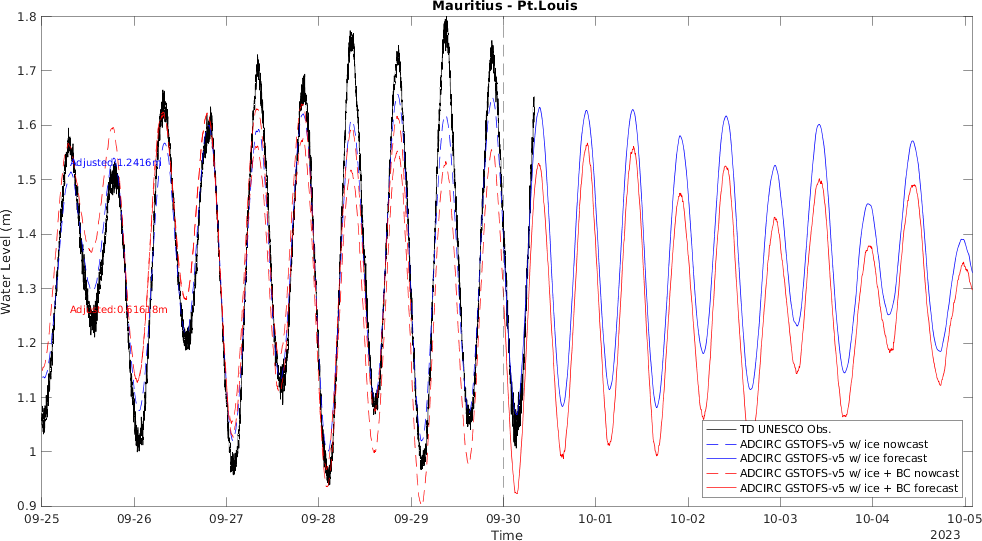 Mauritius - Pt.Louis
Water Level (m)
1.8
1.7
1.6
1.5
1.4
1.3
1.2
1.1
1
0.9
Adjusted:1.2416m
Adjusted:0.61618m
TD UNESCO Obs.
ADCIRC GSTOFS-v5 w/ ice nowcast
ADCIRC GSTOFS-v5 w/ ice forecast
ADCIRC GSTOFS-v5 w/ ice + BC nowcast
ADCIRC GSTOFS-v5 w/ ice + BC forecast
09-25 09-26 09-27 09-28 09-29 09-30 10-01 10-02 10-03 10-04 10-05
Time
2023